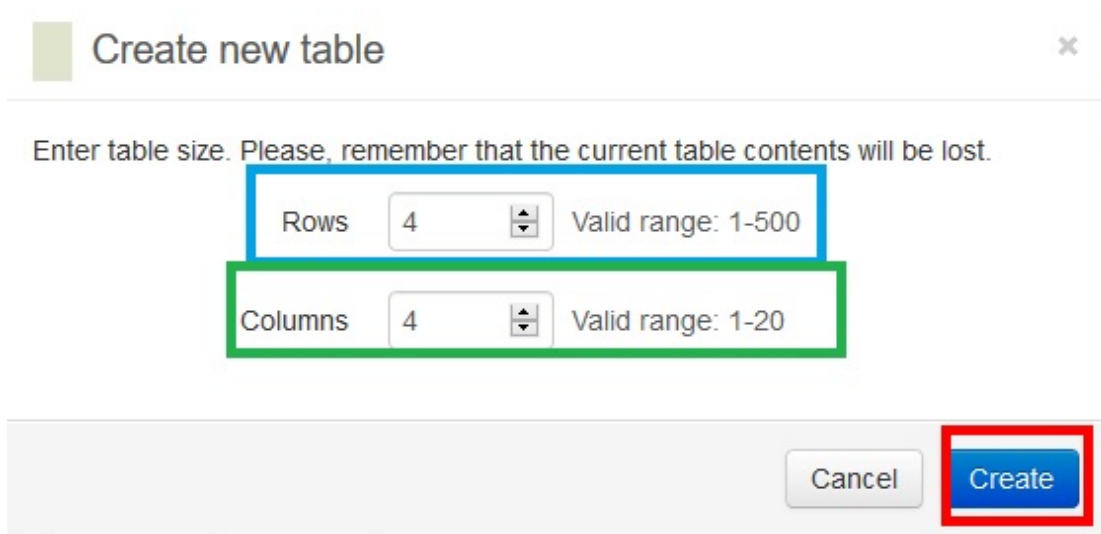 Create new table ×
Enter table size. Please, remember that the current table contents will be lost.
Rows 4 Valid range: 1-500
Columns 4 Valid range: 1-20
Cancel Create